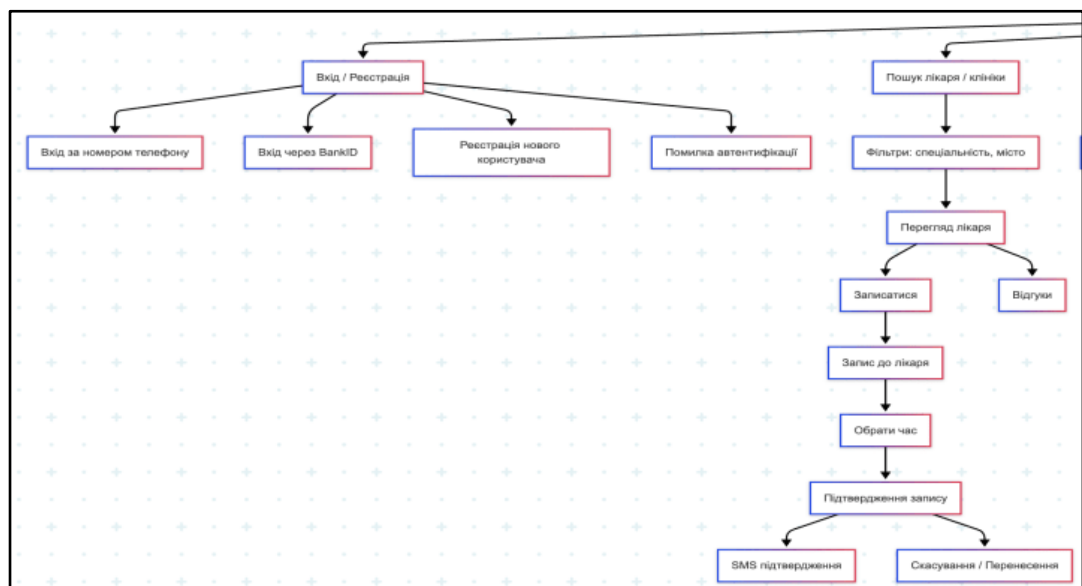 Вхід / Реєстрація
Пошук лікаря / клініки
Вхід за номером телефону
Вхід через BankID
Реєстрація нового
користувача
Помилка автентифікації
Фільтри: спеціальність, місто
Перегляд лікаря
Записатися
Відгуки
Запис до лікаря
Обрати час
Підтвердження запису
SMS підтвердження
Скасування / Перенесення